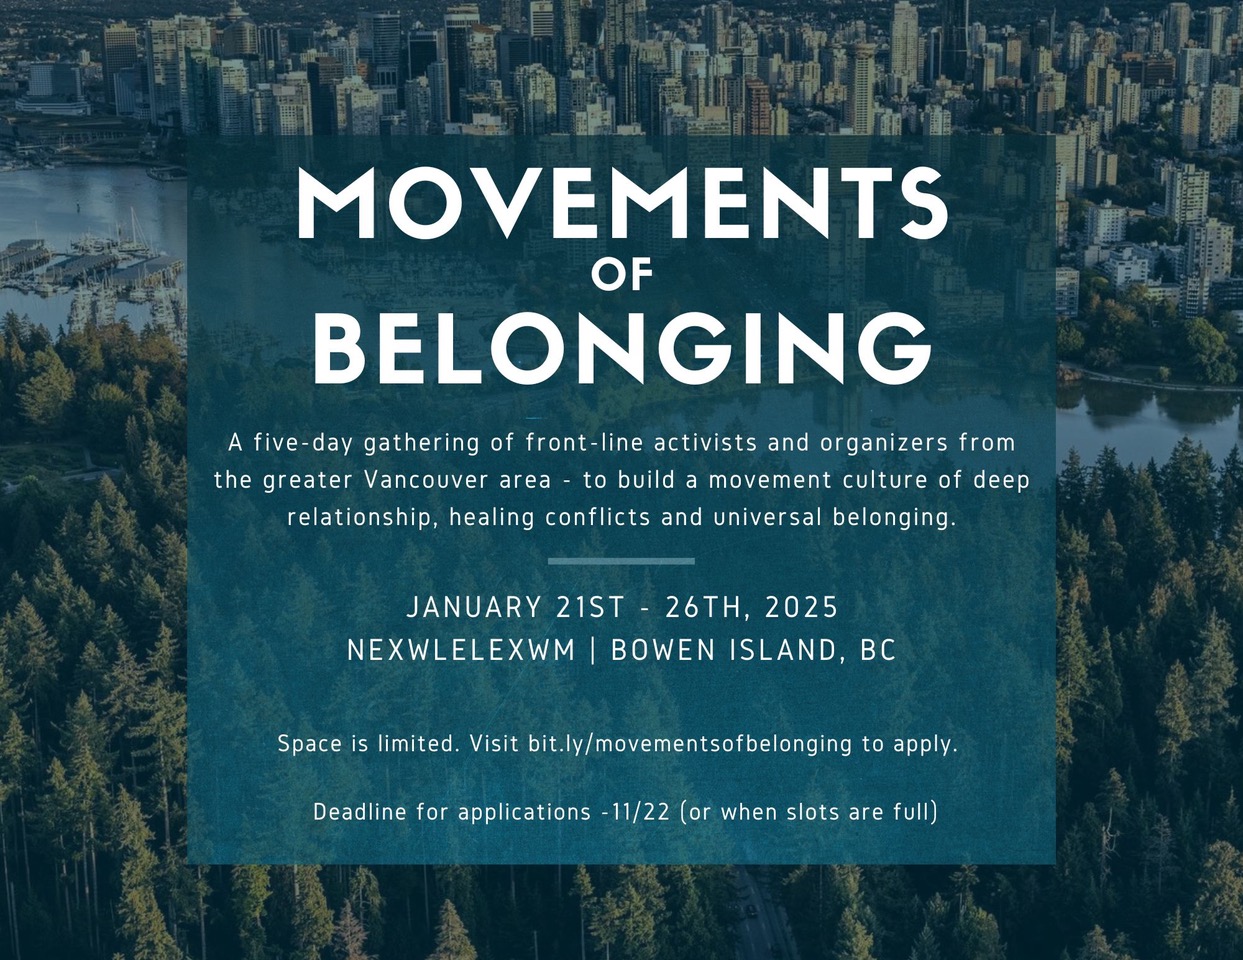 MOVEMENTS
OF
BELONGING
A five-day gathering of front-line activists and organizers from
the greater Vancouver area - to build a movement culture of deep
relationship, healing conflicts and universal belonging.
JANUARY 21ST - 26TH, 2025
NEXWLELEXWM | BOWEN ISLAND, BC
Space is limited. Visit bit.ly/movementsofbelonging to apply.
Deadline for applications -11/22 (or when slots are full)